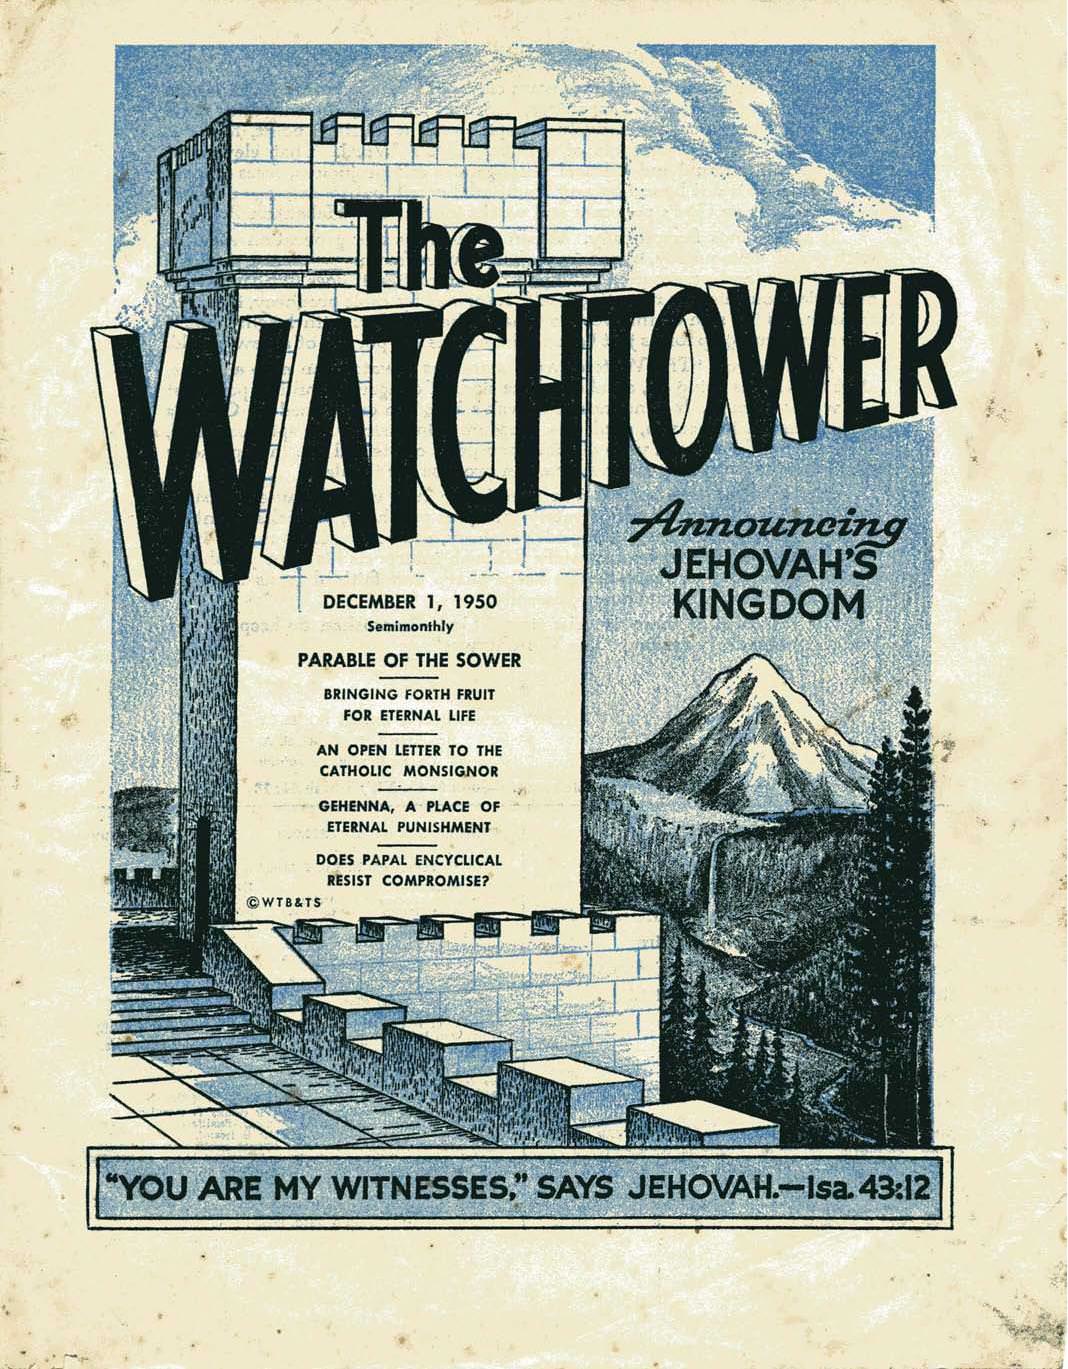 The
WATCHTOWER
Announcing
JEHOVAH'S
KINGDOM
DECEMBER 1, 1950
Semimonthly
PARABLE OF THE SOWER
BRINGING FORTH FRUIT
FOR ETERNAL LIFE
AN OPEN LETTER TO THE
CATHOLIC MONSIGNOR
GEHENNA, A PLACE OF
ETERNAL PUNISHMENT
DOES PAPAL ENCYCLICAL
RESIST COMPROMISE?
©WTB&TS
“YOU ARE MY WITNESSES,” SAYS JEHOVAH.—Isa. 43:12